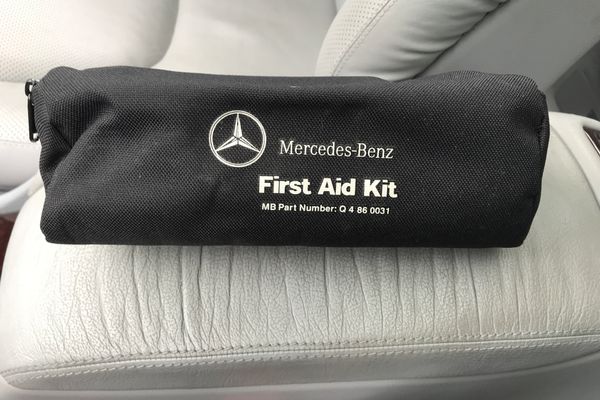 Mercedes-Benz
First Aid Kit
MB Part Number: Q 4 86 0031